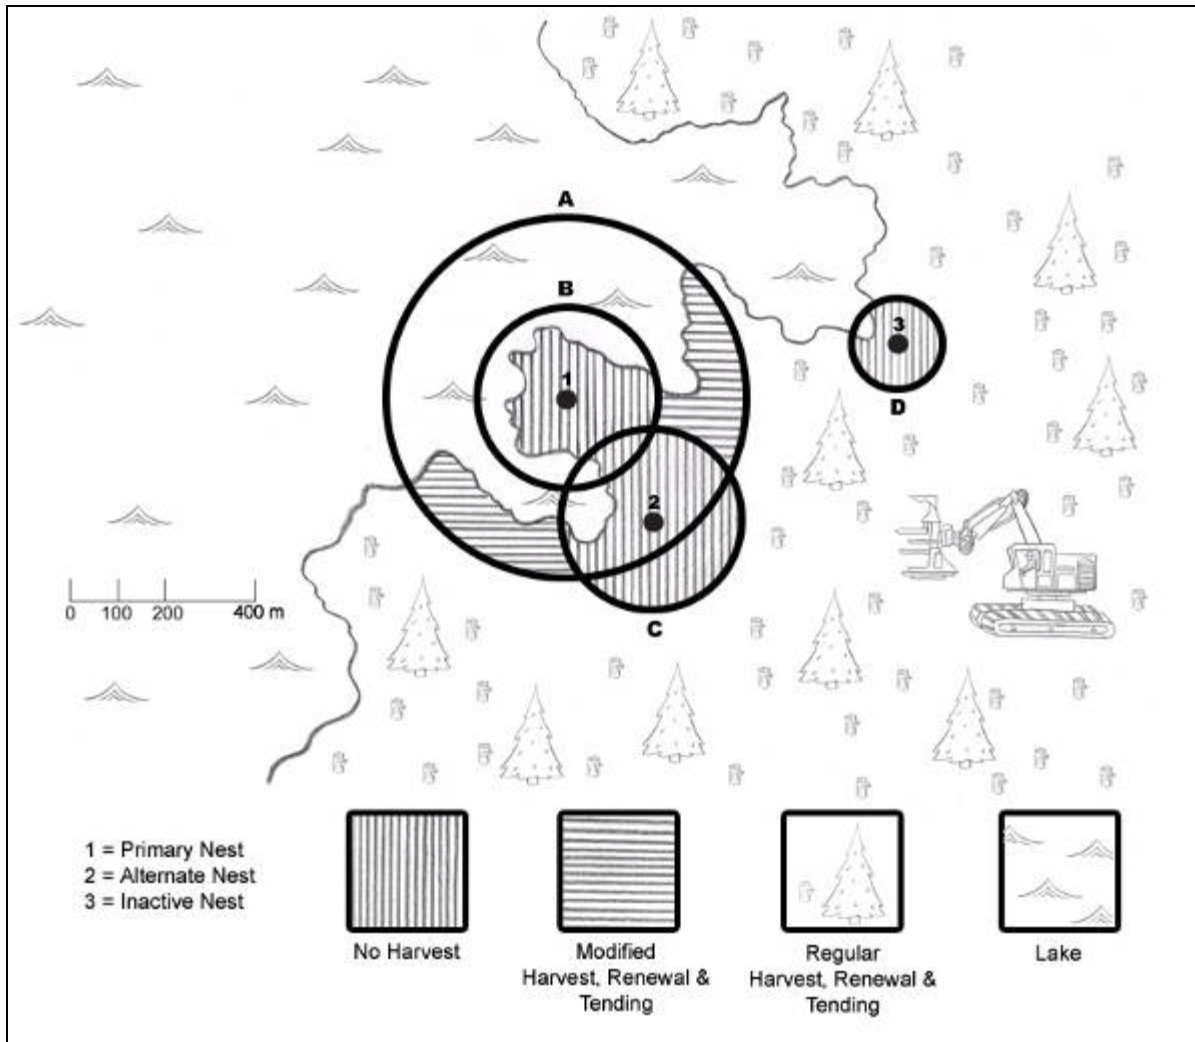 A
B
3
1
D
2
0 100 200 400 m
C
1 = Primary Nest
2 = Alternate Nest
3 = Inactive Nest
No Harvest
Modified
Harvest, Renewal &
Tending
Regular
Harvest, Renewal &
Tending
Lake